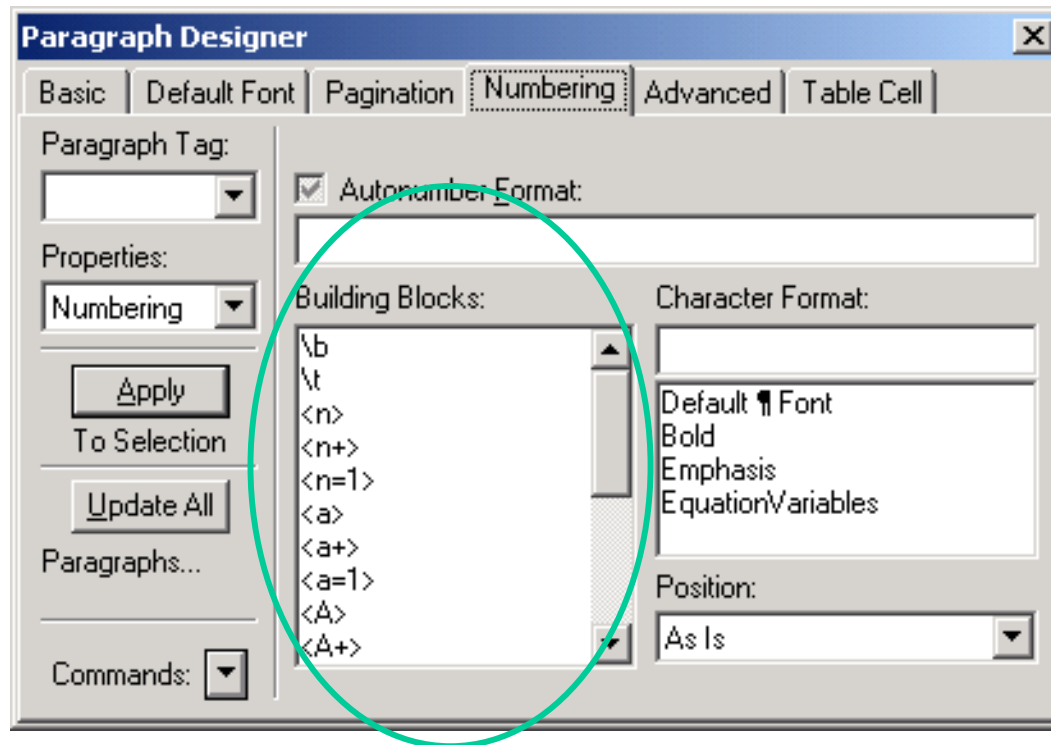 Paragraph Designer
Basic Default Font Pagination Numbering Advanced Table Cell
Paragraph Tag:
Autonumber Format:
Properties:
Numbering
Building Blocks:
\b
\t
<n>
<n+>
<n=1>
<a>
<a+>
<a=1>
<A>
<A+>
Character Format:
Default ¶ Font
Bold
Emphasis
EquationVariables
Position:
As Is
Apply
To Selection
Update All
Paragraphs...
Commands: